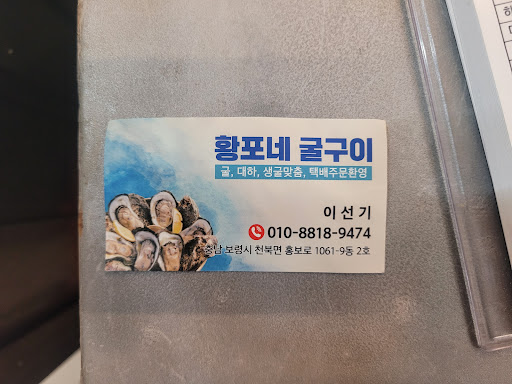 황포네 굴구이
굴, 대하, 생굴맞춤, 택배주문환영
이선기
010-8818-9474
충남 보령시 천북면 홍보로 1061-9동 2호